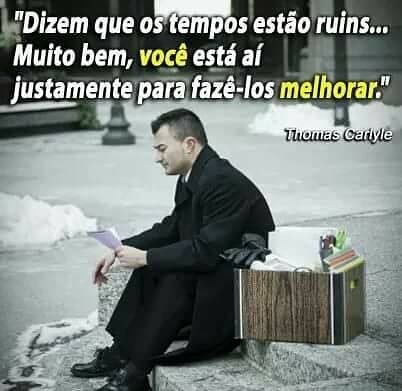 "Dizem que os tempos estão ruins...
Muito bem, você está aí
justamente para fazê-los melhorar."
Thomas Carlyle